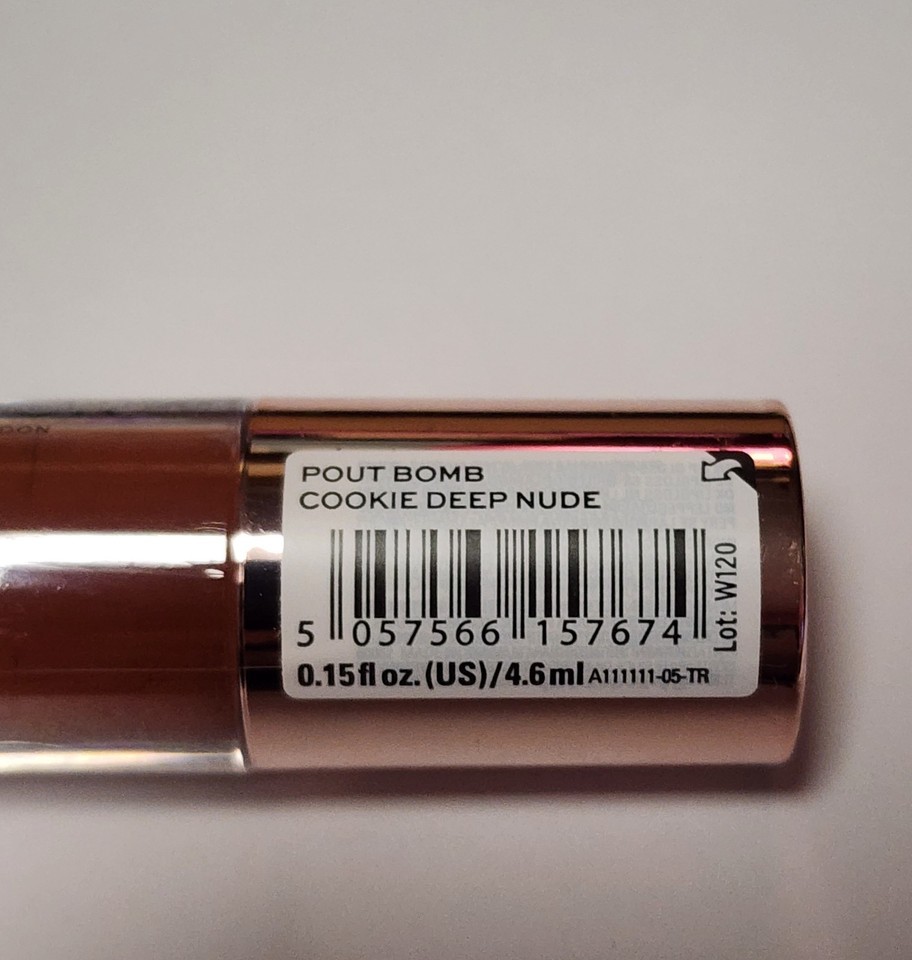 POUT BOMB
COOKIE DEEP NUDE
5 057566 157674
Lot: W120
0.15 fl oz. (US)/4.6 ml A111111-05-TR